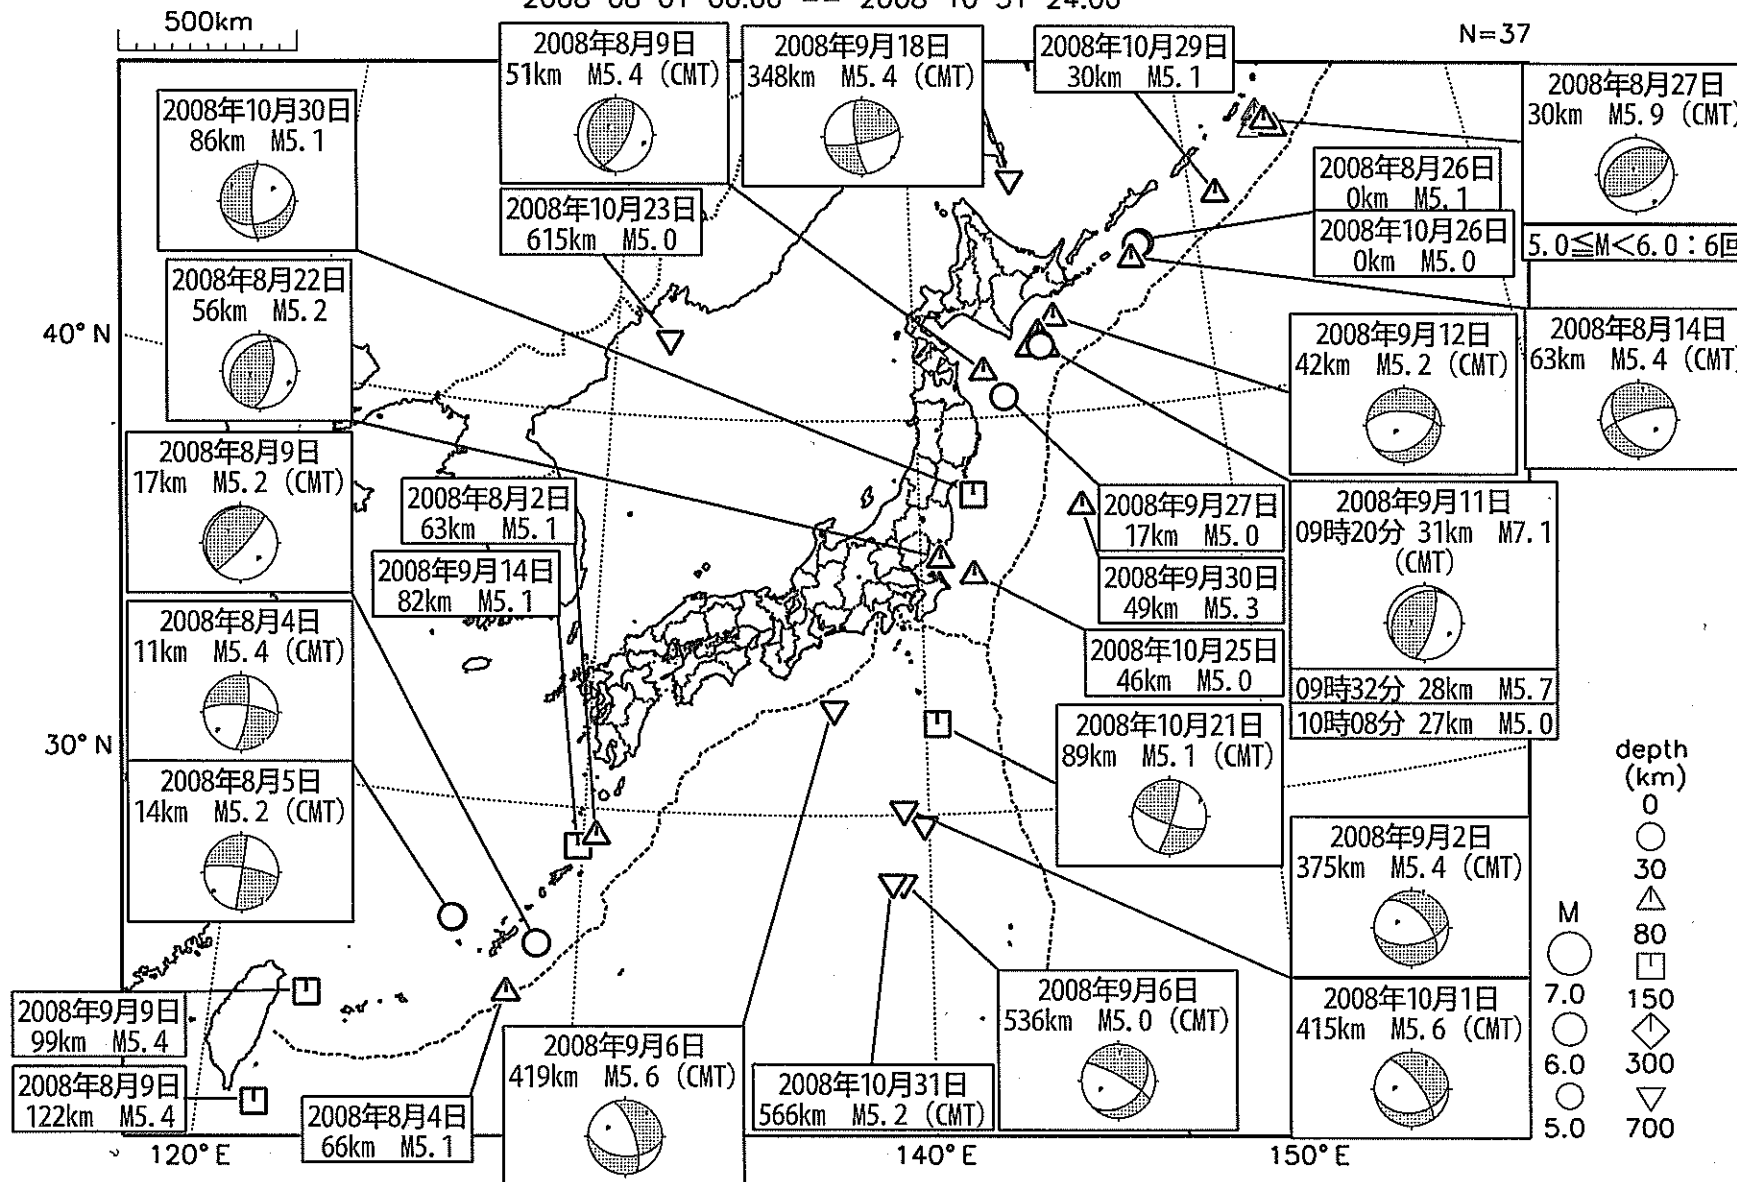 2008-08-01 00:00 -- 2008-10-31 24:00
500km
N=37
2008年8月9日
51km M5.4 (CMT)
2008年9月18日
348km M5.4 (CMT)
2008年10月29日
30km M5.1
2008年8月27日
30km M5.9 (CMT)
5.0≦M<6.0:6回
2008年10月30日
86km M5.1
2008年10月23日
615km M5.0
2008年8月26日
0km M5.1
2008年10月26日
0km M5.0
2008年8月22日
56km M5.2
2008年9月12日
42km M5.2 (CMT)
2008年8月14日
63km M5.4 (CMT)
40°N
2008年8月9日
17km M5.2 (CMT)
2008年8月2日
63km M5.1
2008年9月14日
82km M5.1
2008年9月27日
17km M5.0
2008年9月30日
49km M5.3
2008年9月11日
09時20分 31km M7.1
(CMT)
09時32分 28km M5.7
10時08分 27km M5.0
2008年8月4日
11km M5.4 (CMT)
2008年10月25日
46km M5.0
30°N
2008年8月5日
14km M5.2 (CMT)
2008年10月21日
89km M5.1 (CMT)
2008年9月2日
375km M5.4 (CMT)
2008年10月1日
415km M5.6 (CMT)
2008年9月9日
99km M5.4
2008年8月9日
122km M5.4
2008年8月4日
66km M5.1
2008年9月6日
419km M5.6 (CMT)
2008年10月31日
566km M5.2 (CMT)
2008年9月6日
536km M5.0 (CMT)
depth
(km)
0
30
80
150
300
700
M
7.0
6.0
5.0
120°E
140°E
150°E